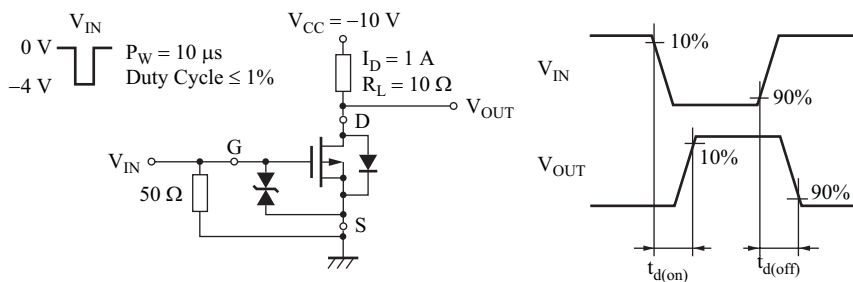 V_IN
0 V
−4 V
P_W = 10 μs
Duty Cycle ≤ 1%
V_CC = −10 V
I_D = 1 A
R_L = 10 Ω
V_OUT
D
G
V_IN
50 Ω
S
V_IN
10%
90%
V_OUT
10%
90%
t_d(on)
t_d(off)